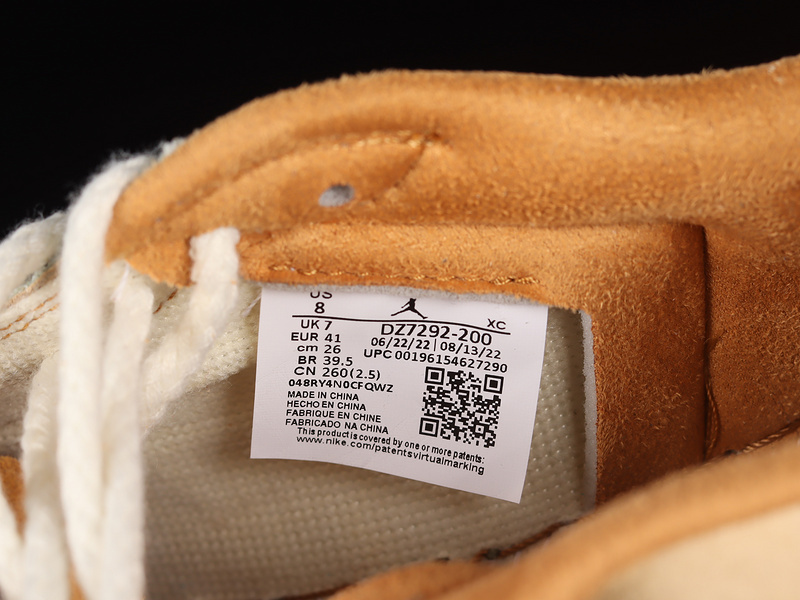 US
8
XC
UK 7
DZ7292-200
EUR 41
06/22/22 | 08/13/22
cm 26
UPC 00196154627290
BR 39.5
CN 260(2.5)
048RY4N0CFQWZ
MADE IN CHINA
HECHO EN CHINA
FABRIQUE EN CHINE
FABRICADO NA CHINA
This product is covered by one or more patents:
www.nike.com/patentsvirtualmarking